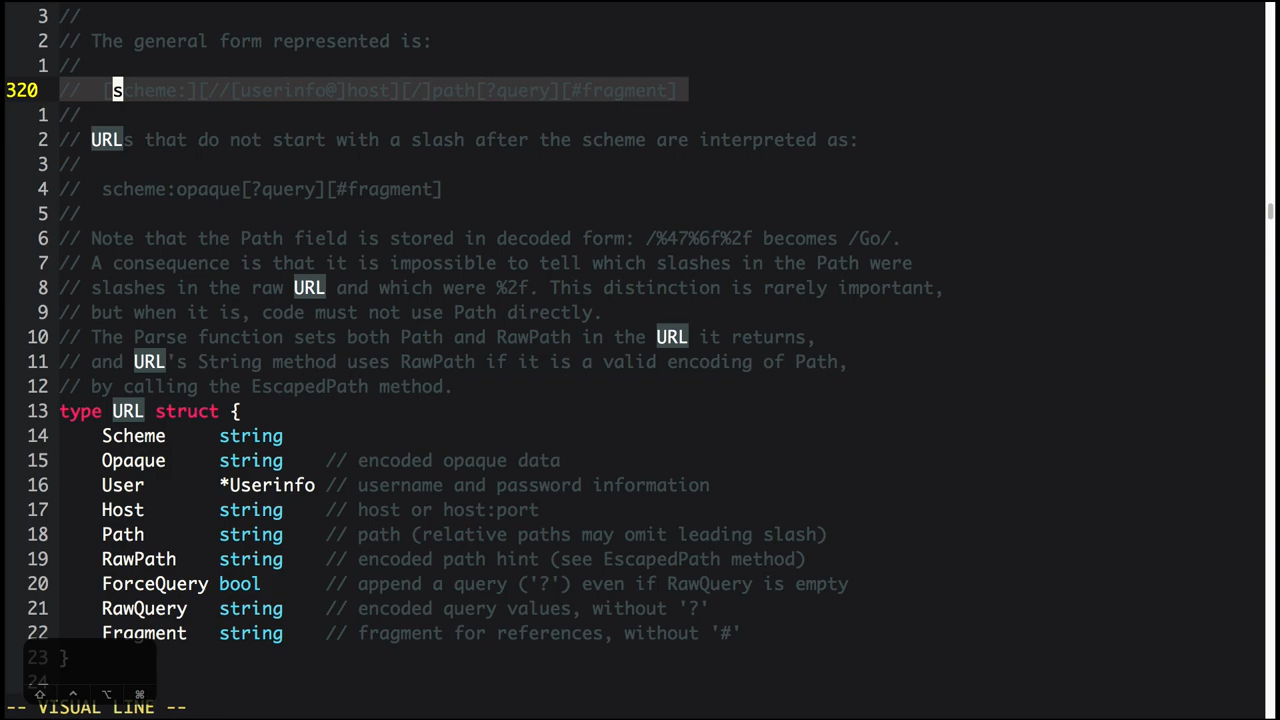 3 //
2 // The general form represented is:
1 //
320 //  [scheme:][//[userinfo@]host][/]path[?query][#fragment]
1 //
2 // URLs that do not start with a slash after the scheme are interpreted as:
3 //
4 //  scheme:opaque[?query][#fragment]
5 //
6 // Note that the Path field is stored in decoded form: /%47%6f%2f becomes /Go/.
7 // A consequence is that it is impossible to tell which slashes in the Path were
8 // slashes in the raw URL and which were %2f. This distinction is rarely important,
9 // but when it is, code must not use Path directly.
10 // The Parse function sets both Path and RawPath in the URL it returns,
11 // and URL's String method uses RawPath if it is a valid encoding of Path,
12 // by calling the EscapedPath method.
13 type URL struct {
14     Scheme     string
15     Opaque     string    // encoded opaque data
16     User       *Userinfo // username and password information
17     Host       string    // host or host:port
18     Path       string    // path (relative paths may omit leading slash)
19     RawPath    string    // encoded path hint (see EscapedPath method)
20     ForceQuery bool      // append a query ('?') even if RawQuery is empty
21     RawQuery   string    // encoded query values, without '?'
22     Fragment   string    // fragment for references, without '#'
23 }
24
⇧ ⌃ ⌥ ⌘
-- VISUAL LINE --